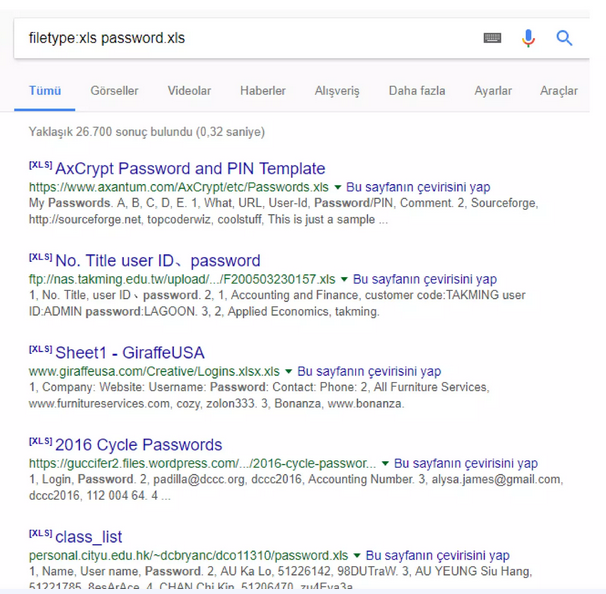 filetype:xls password.xls
Tümü Görseller Videolar Haberler Alışveriş Daha fazla Ayarlar Araçlar
Yaklaşık 26.700 sonuç bulundu (0,32 saniye)
[XLS] AxCrypt Password and PIN Template
https://www.axantum.com/AxCrypt/etc/Passwords.xls ▼ Bu sayfanın çevirisini yap
My Passwords. A, B, C, D, E. 1, What, URL, User-Id, Password/PIN, Comment. 2, Sourceforge,
http://sourceforge.net, topcoderwiz, coolstuff, This is just a sample ...
[XLS] No. Title user ID、password
ftp://nas.takming.edu.tw/upload/.../F200503230157.xls ▼ Bu sayfanın çevirisini yap
1, No. Title, user ID、password. 2, 1, Accounting and Finance, customer code:TAKMING user
ID:ADMIN password:LAGOON. 3, 2, Applied Economics, takming.
[XLS] Sheet1 - GiraffeUSA
www.giraffeusa.com/Creative/Logins.xlsx.xls ▼ Bu sayfanın çevirisini yap
1, Company: Website: Username: Password: Contact: Phone: 2, All Furniture Services,
www.furnitureservices.com, cozy, zolon333. 3, Bonanza, www.bonanza.
[XLS] 2016 Cycle Passwords
https://guccifer2.files.wordpress.com/.../2016-cycle-passwor... ▼ Bu sayfanın çevirisini yap
1, Login, Password. 2, padilla@dccc.org, dccc2016, Accounting Number. 3, alysa.james@gmail.com,
dccc2016, 112 004 64. 4 ...
[XLS] class_list
personal.cityu.edu.hk/~dcbryanc/dco11310/password.xls ▼ Bu sayfanın çevirisini yap
1, Name, User name, Password. 2, AU Ka Lo, 51226142, 98DUTraW. 3, AU YEUNG Siu Hang,
CHAN Chi Kin